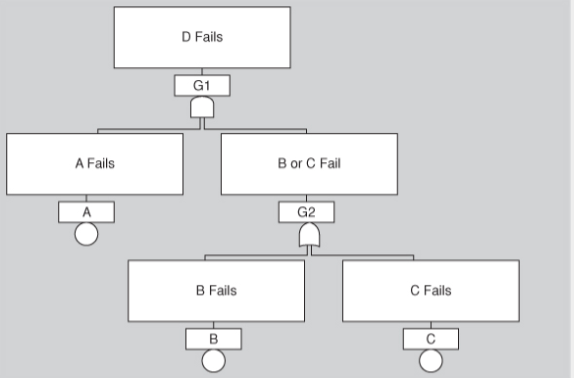 D Fails
G1
A Fails
B or C Fail
A
G2
B Fails
C Fails
B
C